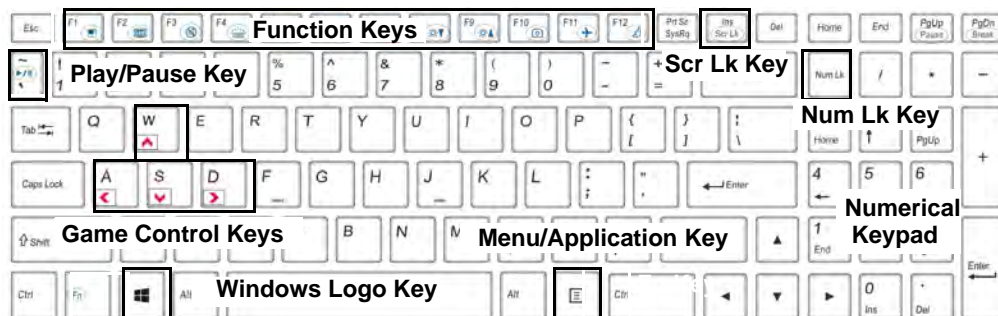 Esc F1 F2 F3 F4 Function Keys F9 F10 F11 F12 Prt Sc SysRq Ins Scr Lk Del Home End PgUp Pause PgDn Break
~ ` ! 1 Play/Pause Key % 5 ^ 6 & 7 * 8 ( 9 ) 0 - - + = Scr Lk Key Num Lk / * -
Tab Q W E R T Y U I O P { [ } ] ¦ \ Num Lk Key Home PgUp +
Caps Lock A S D F G H J K L : ; " ' Enter 4 5 6
Shift Game Control Keys B N Menu/Application Key 1 End Numerical Keypad
Ctrl Fn Windows Logo Key Alt Alt Ctr 0 Ins . Del Enter